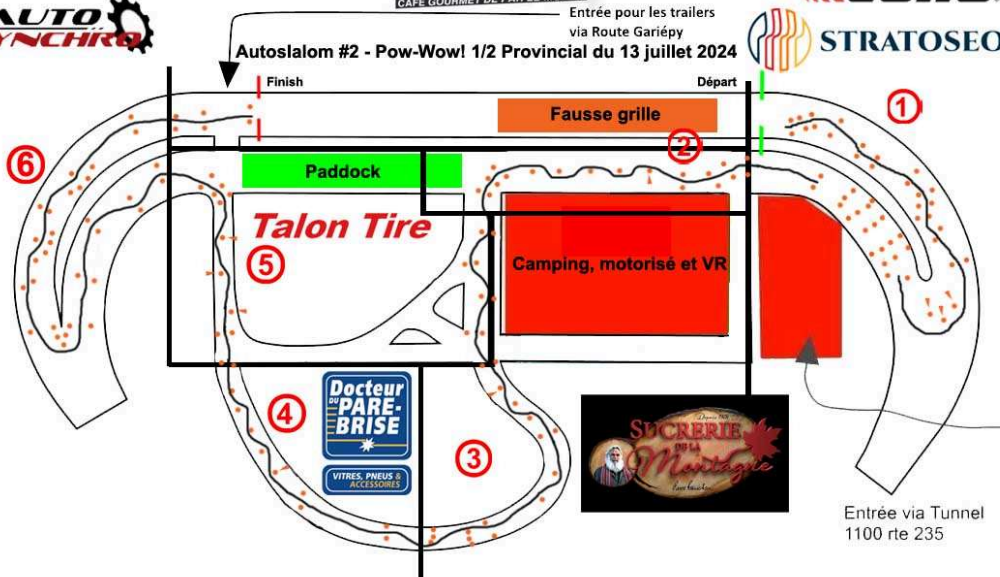 AUTO
SYNCHRO
Entrée pour les trailers
via Route Gariépy
STRATOSEO
Autoslalom #2 - Pow-Wow! 1/2 Provincial du 13 juillet 2024
Finish
Départ
①
Fausse grille
②
⑥
Paddock
Talon Tire
⑤
Camping, motorisé et VR
Docteur
DU PARE-
BRISE
④
③
VITRES, PNEUS &
ACCESSOIRES
SUCRERIE
DE LA
Montagne
Entrée via Tunnel
1100 rte 235